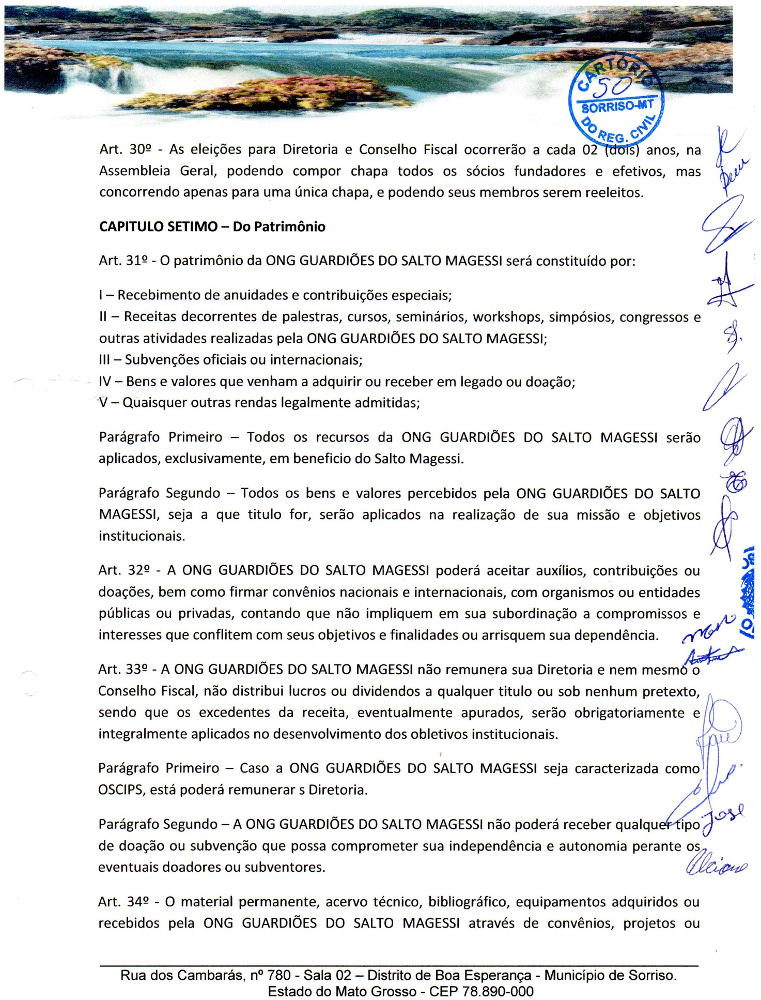 CARTÓRIO
50
SORRISO-MT
DO REG. CIVIL
Art. 30º - As eleições para Diretoria e Conselho Fiscal ocorrerão a cada 02 (dois) anos, na
Assembleia Geral, podendo compor chapa todos os sócios fundadores e efetivos, mas
concorrendo apenas para uma única chapa, e podendo seus membros serem reeleitos.
CAPITULO SETIMO – Do Patrimônio
Art. 31º - O patrimônio da ONG GUARDIÕES DO SALTO MAGESSI será constituído por:
I – Recebimento de anuidades e contribuições especiais;
II – Receitas decorrentes de palestras, cursos, seminários, workshops, simpósios, congressos e
outras atividades realizadas pela ONG GUARDIÕES DO SALTO MAGESSI;
III – Subvenções oficiais ou internacionais;
IV – Bens e valores que venham a adquirir ou receber em legado ou doação;
V – Quaisquer outras rendas legalmente admitidas;
Parágrafo Primeiro – Todos os recursos da ONG GUARDIÕES DO SALTO MAGESSI serão
aplicados, exclusivamente, em beneficio do Salto Magessi.
Parágrafo Segundo – Todos os bens e valores percebidos pela ONG GUARDIÕES DO SALTO
MAGESSI, seja a que titulo for, serão aplicados na realização de sua missão e objetivos
institucionais.
Art. 32º - A ONG GUARDIÕES DO SALTO MAGESSI poderá aceitar auxílios, contribuições ou
doações, bem como firmar convênios nacionais e internacionais, com organismos ou entidades
públicas ou privadas, contando que não impliquem em sua subordinação a compromissos e
interesses que conflitem com seus objetivos e finalidades ou arrisquem sua dependência.
Art. 33º - A ONG GUARDIÕES DO SALTO MAGESSI não remunera sua Diretoria e nem mesmo o
Conselho Fiscal, não distribui lucros ou dividendos a qualquer titulo ou sob nenhum pretexto,
sendo que os excedentes da receita, eventualmente apurados, serão obrigatoriamente e
integralmente aplicados no desenvolvimento dos obletivos institucionais.
Parágrafo Primeiro – Caso a ONG GUARDIÕES DO SALTO MAGESSI seja caracterizada como
OSCIPS, está poderá remunerar s Diretoria.
Parágrafo Segundo – A ONG GUARDIÕES DO SALTO MAGESSI não poderá receber qualquer tipo
Jose
de doação ou subvenção que possa comprometer sua independência e autonomia perante os
eventuais doadores ou subventores.
Art. 34º - O material permanente, acervo técnico, bibliográfico, equipamentos adquiridos ou
recebidos pela ONG GUARDIÕES DO SALTO MAGESSI através de convênios, projetos ou
Rua dos Cambarás, nº 780 - Sala 02 – Distrito de Boa Esperança - Município de Sorriso.
Estado do Mato Grosso - CEP 78.890-000